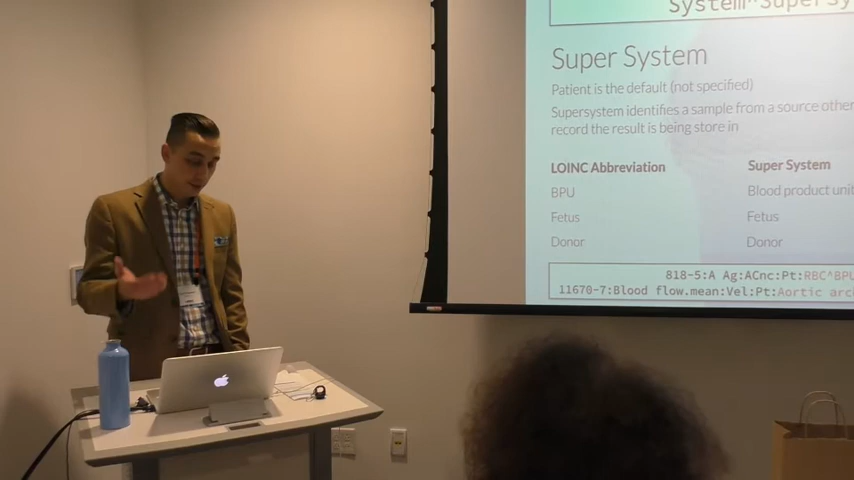 System^Supersy
Super System
Patient is the default (not specified)
Supersystem identifies a sample from a source other
record the result is being store in
LOINC Abbreviation Super System
BPU Blood product unit
Fetus Fetus
Donor Donor
818-5:A Ag:ACnc:Pt:RBC^BPU
11670-7:Blood flow.mean:Vel:Pt:Aortic arc